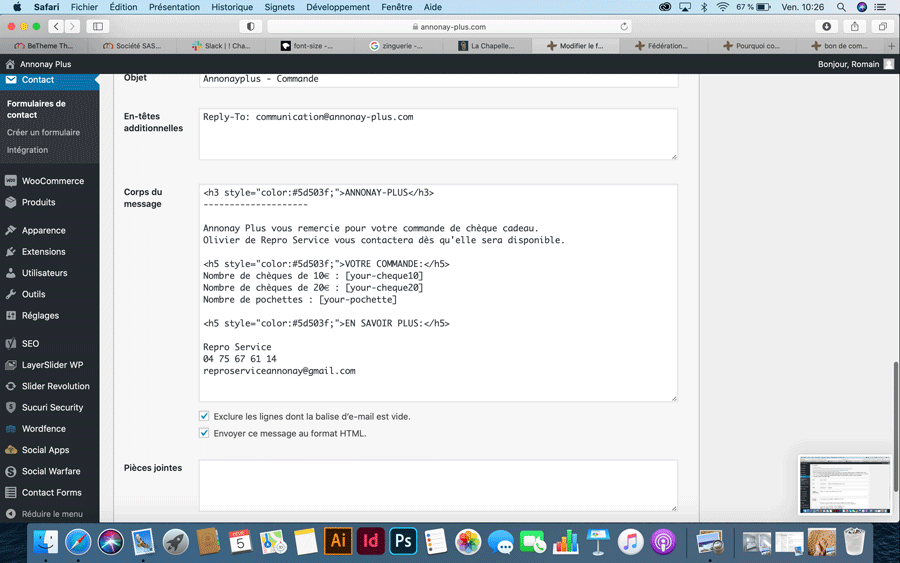 Safari Fichier Édition Présentation Historique Signets Développement Fenêtre Aide 67 % Ven. 10:26
annonay-plus.com
BeTheme Th... Société SAS... Slack | ! Cha... font-size -... zinguerie -... La Chapelle... Modifier le f... Fédération... Pourquoi co... bon de com...
Annonay Plus Bonjour, Romain
Contact
Formulaires de
contact
Créer un formulaire
Intégration
WooCommerce
Produits
Apparence
Extensions
Utilisateurs
Outils
Réglages
SEO
LayerSlider WP
Slider Revolution
Sucuri Security
Wordfence
Social Apps
Social Warfare
Contact Forms
Réduire le menu
Objet
Annonayplus - Commande
En-têtes
additionnelles
Reply-To: communication@annonay-plus.com
Corps du
message
<h3 style="color:#5d503f;">ANNONAY-PLUS</h3>
--------------------
Annonay Plus vous remercie pour votre commande de chèque cadeau.
Olivier de Repro Service vous contactera dès qu'elle sera disponible.
<h5 style="color:#5d503f;">VOTRE COMMANDE:</h5>
Nombre de chèques de 10€ : [your-cheque10]
Nombre de chèques de 20€ : [your-cheque20]
Nombre de pochettes : [your-pochette]
<h5 style="color:#5d503f;">EN SAVOIR PLUS:</h5>
Repro Service
04 75 67 61 14
reproserviceannonay@gmail.com
Exclure les lignes dont la balise d'e-mail est vide.
Envoyer ce message au format HTML.
Pièces jointes
5
Ai
Id
Ps